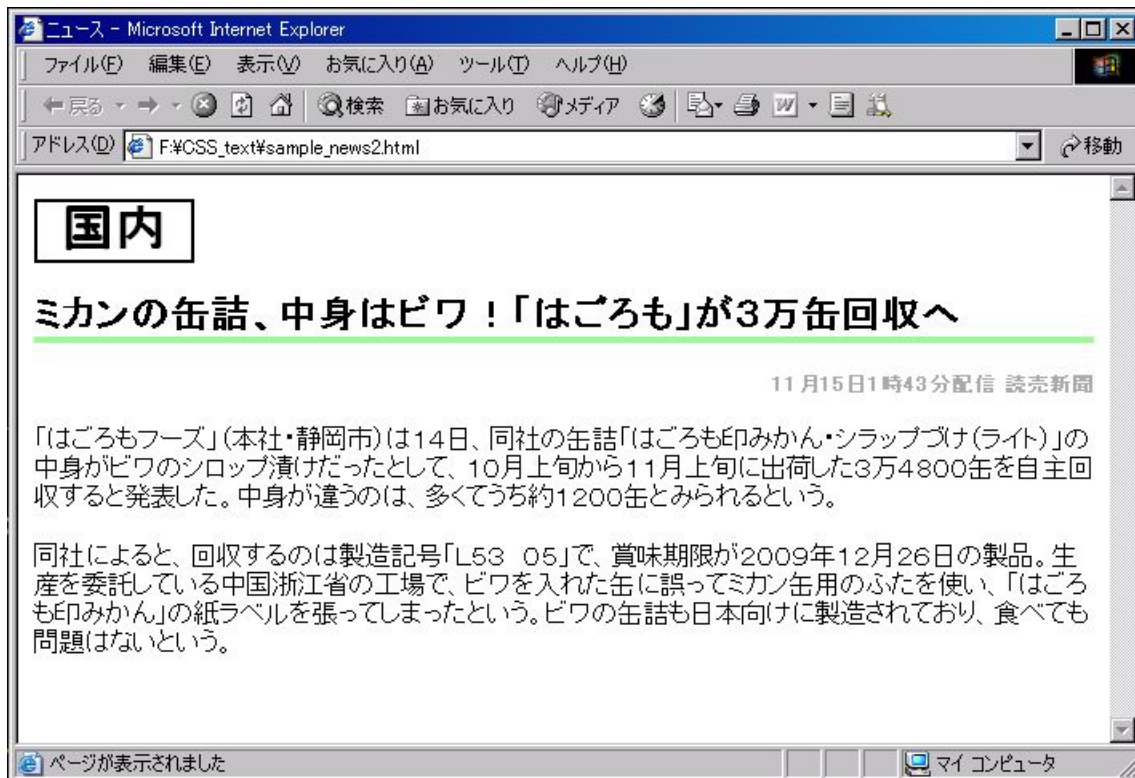 ニュース - Microsoft Internet Explorer
ファイル(F) 編集(E) 表示(V) お気に入り(A) ツール(T) ヘルプ(H)
戻る 検索 お気に入り メディア
アドレス(D) F:¥CSS_text¥sample_news2.html 移動
国内
ミカンの缶詰、中身はビワ!「はごろも」が3万缶回収へ
11月15日1時43分配信 読売新聞
「はごろもフーズ」(本社・静岡市)は14日、同社の缶詰「はごろも印みかん・シラップづけ(ライト)」の
中身がビワのシロップ漬けだったとして、10月上旬から11月上旬に出荷した3万4800缶を自主回
収すると発表した。中身が違うのは、多くてうち約1200缶とみられるという。
同社によると、回収するのは製造記号「L53 05」で、賞味期限が2009年12月26日の製品。生
産を委託している中国浙江省の工場で、ビワを入れた缶に誤ってミカン缶用のふたを使い、「はごろ
も印みかん」の紙ラベルを張ってしまったという。ビワの缶詰も日本向けに製造されており、食べても
問題はないという。
ページが表示されました マイ コンピュータ